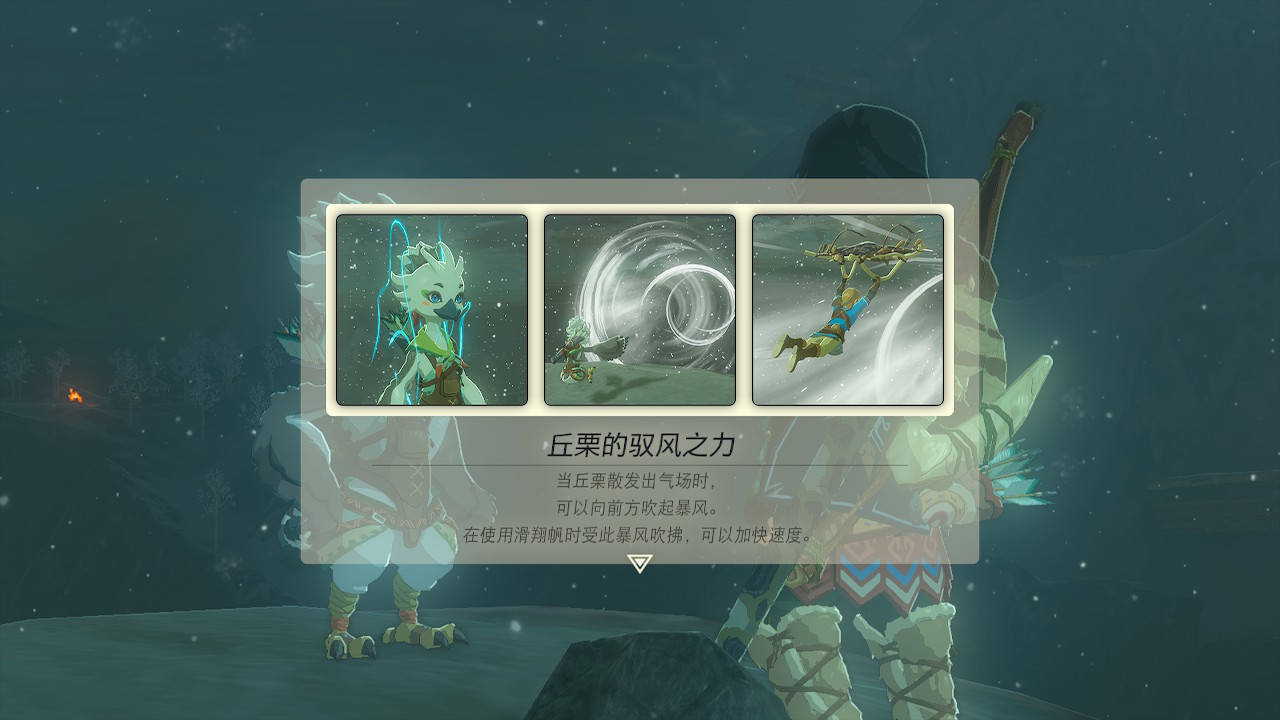 丘栗的驭风之力
当丘栗散发出气场时，
可以向前方吹起暴风。
在使用滑翔帆时受此暴风吹拂，可以加快速度。